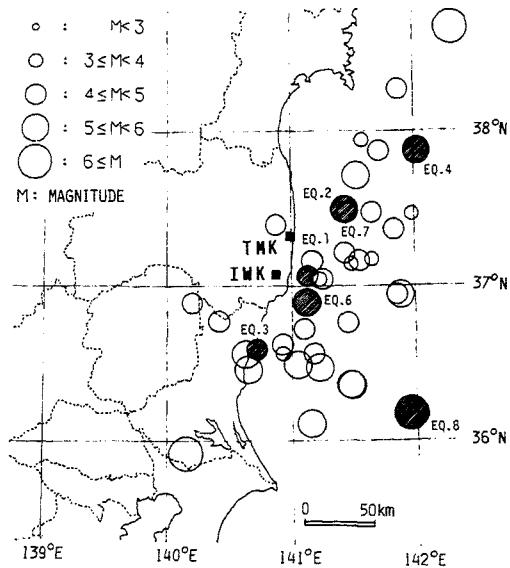 ○ : M<3
○ : 3≤M<4
○ : 4≤M<5
○ : 5≤M<6
○ : 6≤M
M: MAGNITUDE
38°N
EQ.4
EQ.2
EQ.7
TMK
EQ.1
IWK
37°N
EQ.6
EQ.3
EQ.8
36°N
0 50km
139°E 140°E 141°E 142°E